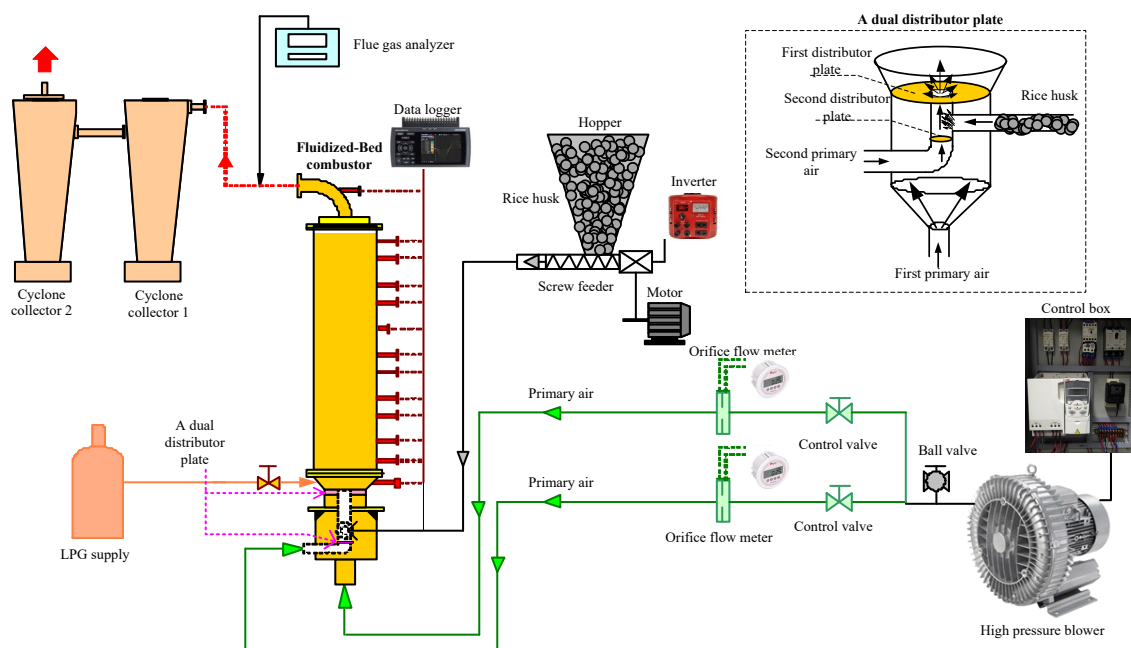 A dual distributor plate
Flue gas analyzer
First distributor
plate
Second distributor
plate
Rice husk
Second primary
air
First primary air
Data logger
Hopper
Fluidized-Bed
combustor
Rice husk
Inverter
Screw feeder
Motor
Cyclone
collector 2
Cyclone
collector 1
Control box
Orifice flow meter
Primary air
Control valve
Ball valve
A dual
distributor
plate
Primary air
Control valve
Orifice flow meter
LPG supply
High pressure blower